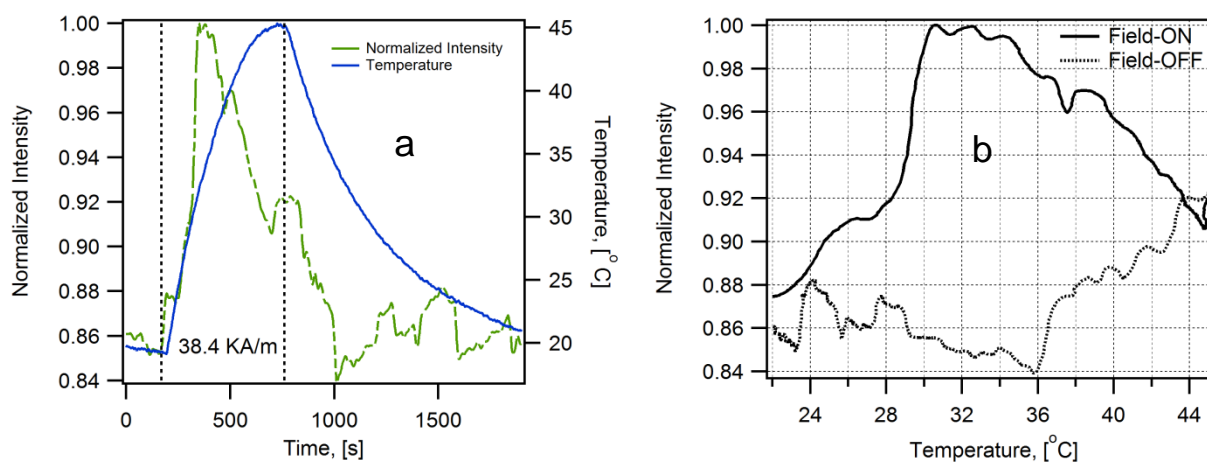 1.00
0.98
0.96
0.94
0.92
0.90
0.88
0.86
0.84
Normalized Intensity
Normalized Intensity
Temperature
a
38.4 KA/m
45
40
35
30
25
20
Temperature, [°C]
0 500 1000 1500
Time, [s]
1.00
0.98
0.96
0.94
0.92
0.90
0.88
0.86
0.84
Normalized Intensity
Field-ON
Field-OFF
b
24 28 32 36 40 44
Temperature, [°C]